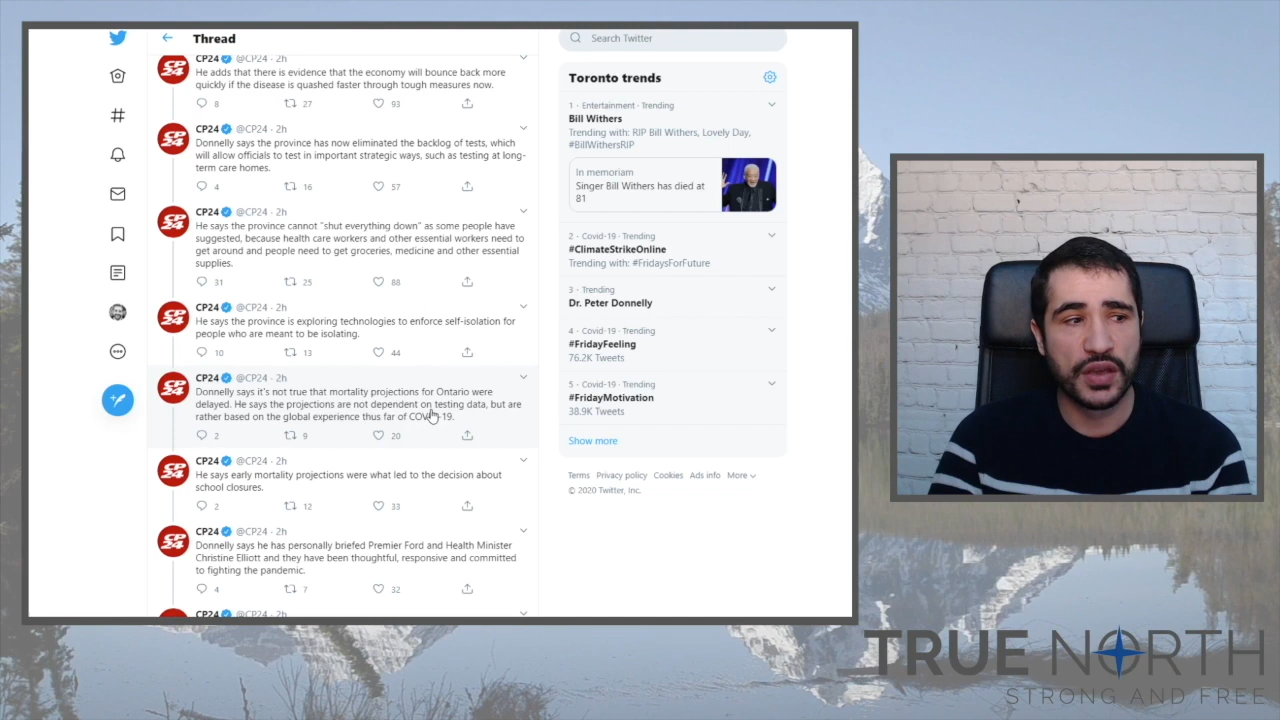 Thread
CP24 @CP24 · 2h
He adds that there is evidence that the economy will bounce back more
quickly if the disease is quashed faster through tough measures now.
8 27 93
CP24 @CP24 · 2h
Donnelly says the province has now eliminated the backlog of tests, which
will allow officials to test in important strategic ways, such as testing at long-
term care homes.
4 16 57
CP24 @CP24 · 2h
He says the province cannot "shut everything down" as some people have
suggested, because health care workers and other essential workers need to
get around and people need to get groceries, medicine and other essential
supplies.
31 25 88
CP24 @CP24 · 2h
He says the province is exploring technologies to enforce self-isolation for
people who are meant to be isolating.
10 13 44
CP24 @CP24 · 2h
Donnelly says it's not true that mortality projections for Ontario were
delayed. He says the projections are not dependent on testing data, but are
rather based on the global experience thus far of COVID-19.
2 9 20
CP24 @CP24 · 2h
He says early mortality projections were what led to the decision about
school closures.
2 12 33
CP24 @CP24 · 2h
Donnelly says he has personally briefed Premier Ford and Health Minister
Christine Elliott and they have been thoughtful, responsive and committed
to fighting the pandemic.
4 7 32
CP24 @CP24 · 2h
Search Twitter
Toronto trends
1 · Entertainment · Trending
Bill Withers
Trending with: RIP Bill Withers, Lovely Day,
#BillWithersRIP
In memoriam
Singer Bill Withers has died at
81
2 · Covid-19 · Trending
#ClimateStrikeOnline
Trending with: #FridaysForFuture
3 · Trending
Dr. Peter Donnelly
4 · Covid-19 · Trending
#FridayFeeling
76.2K Tweets
5 · Covid-19 · Trending
#FridayMotivation
38.9K Tweets
Show more
Terms Privacy policy Cookies Ads info More
© 2020 Twitter, Inc.
TRUE NORTH
STRONG AND FREE